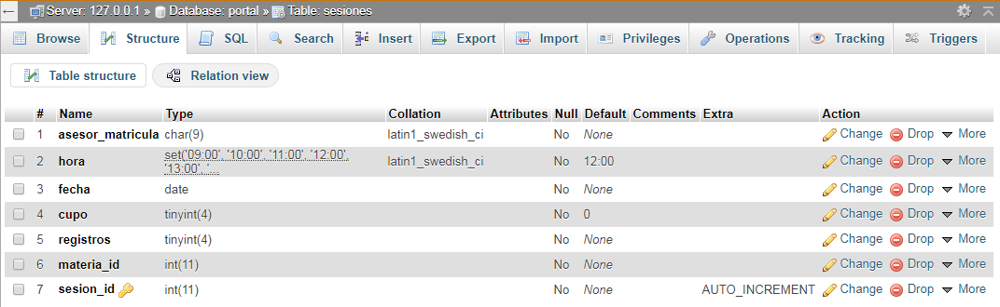 Server: 127.0.0.1 » Database: portal » Table: sesiones
Browse Structure SQL Search Insert Export Import Privileges Operations Tracking Triggers
Table structure Relation view
# Name Type Collation Attributes Null Default Comments Extra Action
1 asesor_matricula char(9) latin1_swedish_ci No None Change Drop More
2 hora set('09:00', '10:00', '11:00', '12:00', latin1_swedish_ci No 12:00 Change Drop More
'13:00', '...
3 fecha date No None Change Drop More
4 cupo tinyint(4) No 0 Change Drop More
5 registros tinyint(4) No None Change Drop More
6 materia_id int(11) No None Change Drop More
7 sesion_id int(11) No None AUTO_INCREMENT Change Drop More